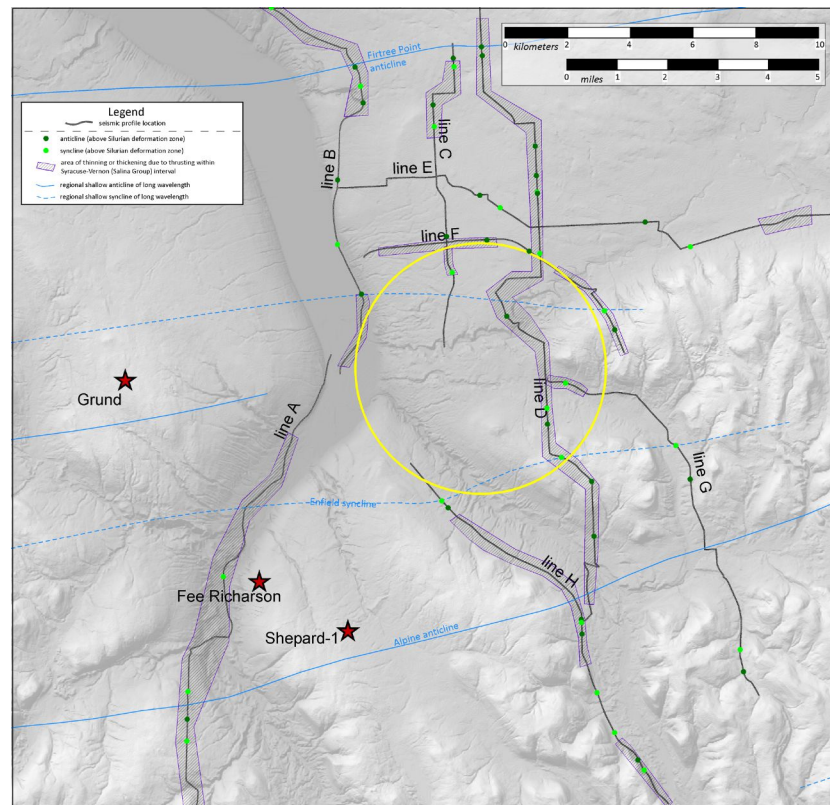 0 2 4 6 8 10
kilometers
0 1 2 3 4 5
miles
Firtree Point
anticline
Legend
seismic profile location
anticline (above Silurian deformation zone)
syncline (above Silurian deformation zone)
area of thinning or thickening due to thrusting within
Syracuse-Vernon (Salina Group) interval
regional shallow anticline of long wavelength
regional shallow syncline of long wavelength
line B
line C
line E
line F
Grund
line A
line D
line G
Enfield syncline
Fee Richarson
line H
Shepard-1
Alpine anticline